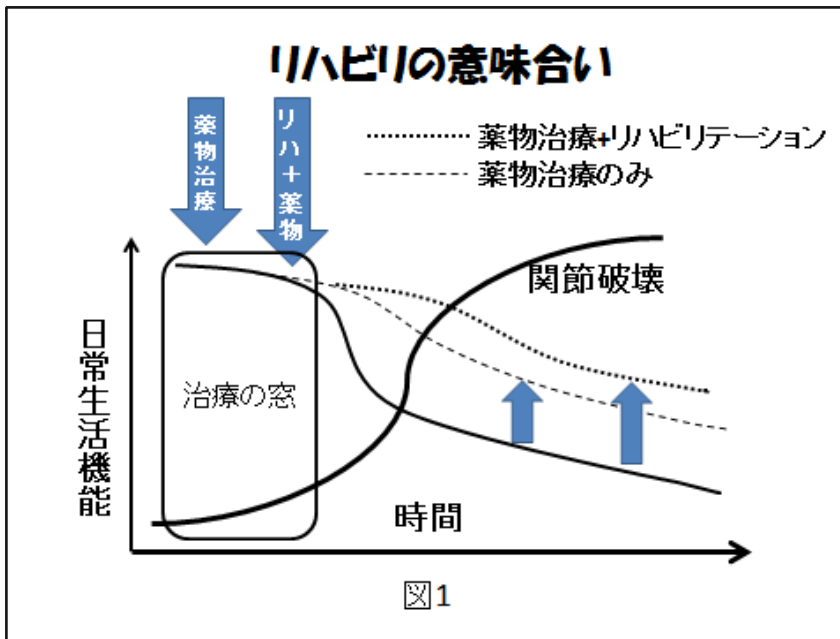 リハビリの意味合い
薬物治療
リハ+薬物
薬物治療+リハビリテーション
薬物治療のみ
関節破壊
日常生活機能
治療の窓
時間
図1